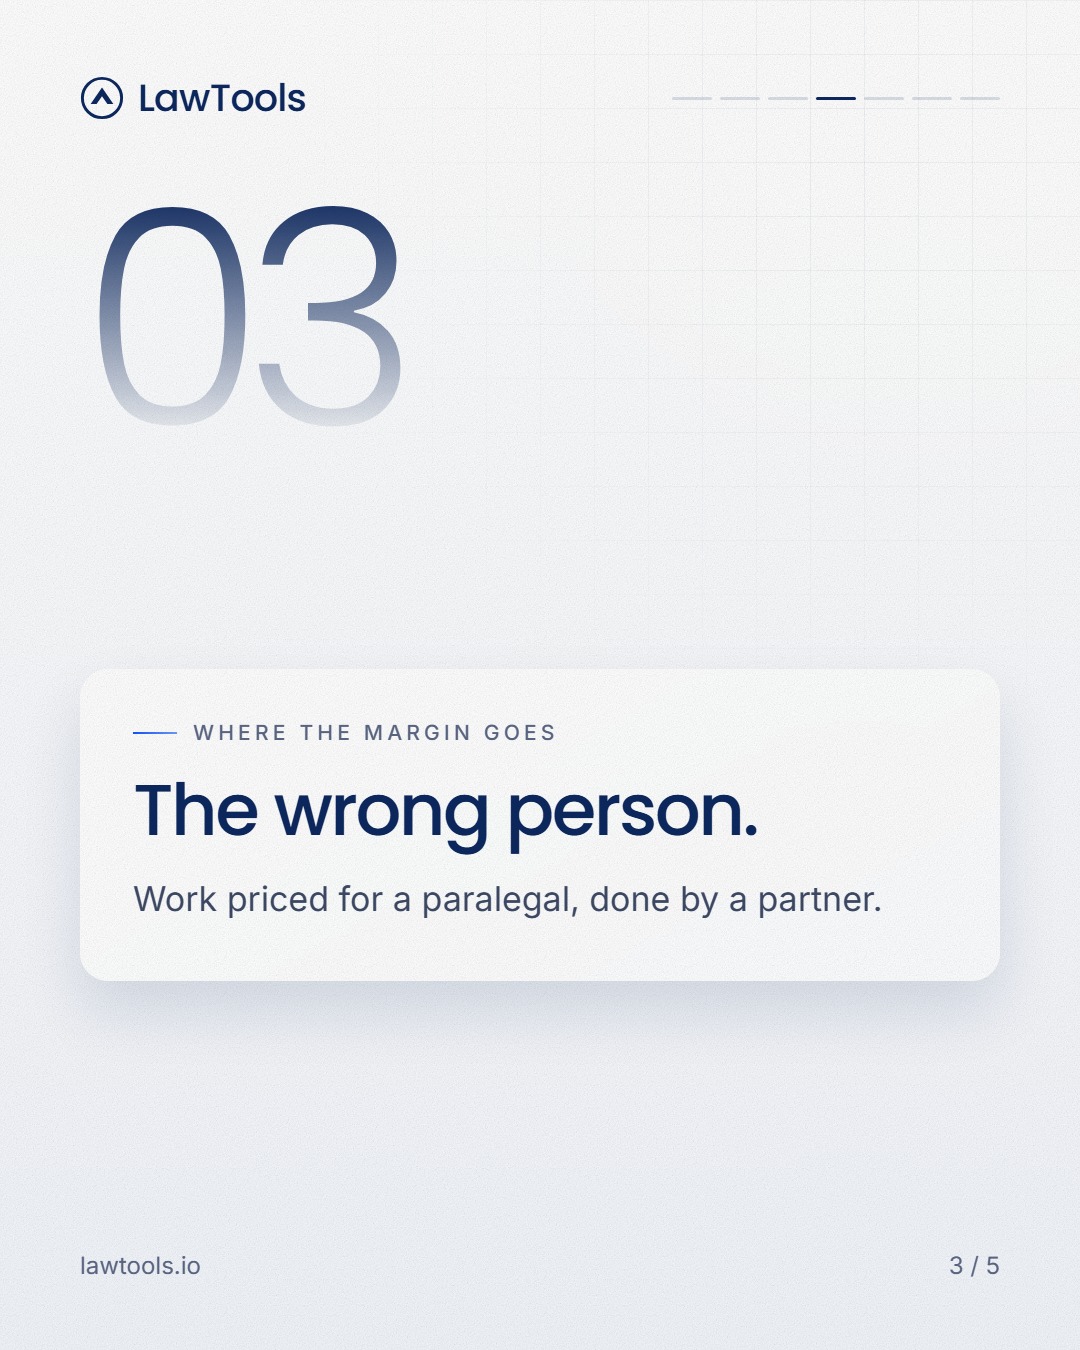 LawTools
03
WHERE THE MARGIN GOES
The wrong person.
Work priced for a paralegal, done by a partner.
lawtools.io
3 / 5